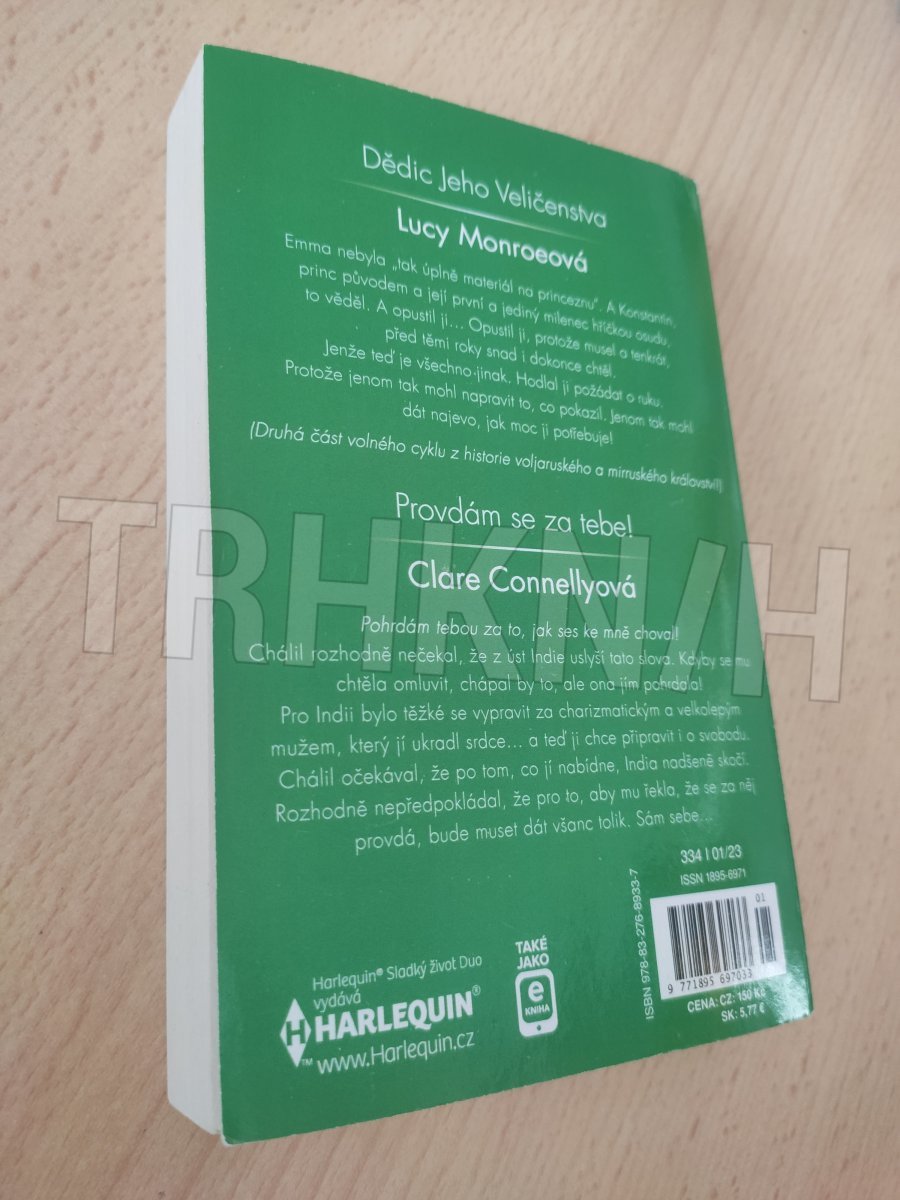 Dědic Jeho Veličenstva
Lucy Monroeová
Emma nebyla „tak úplně materiál na princeznu". A Konstantin,
princ původem a její první a jediný milenec hříčkou osudu,
to věděl. A opustil ji... Opustil ji, protože musel a tenkrát,
před těmi roky snad i dokonce chtěl.
Jenže teď je všechno jinak. Hodlal ji požádat o ruku.
Protože jenom tak mohl napravit to, co pokazil. Jenom tak mohl
dát najevo, jak moc ji potřebuje!
(Druhá část volného cyklu z historie voljaruského a mirruského království!)
Provdám se za tebe!
Clare Connellyová
Pohrdám tebou za to, jak ses ke mně choval!
Chálil rozhodně nečekal, že z úst Indie uslyší tato slova. Kdyby se mu
chtěla omluvit, chápal by to, ale ona jím pohrdala!
Pro Indii bylo těžké se vypravit za charizmatickým a velkolepým
mužem, který jí ukradl srdce... a teď ji chce připravit i o svobodu.
Chálil očekával, že po tom, co jí nabídne, India nadšeně skočí.
Rozhodně nepředpokládal, že pro to, aby mu řekla, že se za něj
provdá, bude muset dát všanc tolik. Sám sebe...
334 | 01/23
ISSN 1895-6971
01
ISBN 978-83-276-8933-7
9 771895 697033
CENA: CZ: 150 Kč
SK: 5,77 €
TAKÉ
JAKO
e
KNIHA
Harlequin® Sladký život Duo
vydává
H HARLEQUIN®
™ www.Harlequin.cz
TRHKNIH